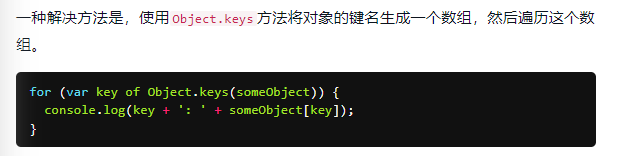 一种解决方法是，使用Object.keys方法将对象的键名生成一个数组，然后遍历这个数
组。
for (var key of Object.keys(someObject)) {
  console.log(key + ': ' + someObject[key]);
}